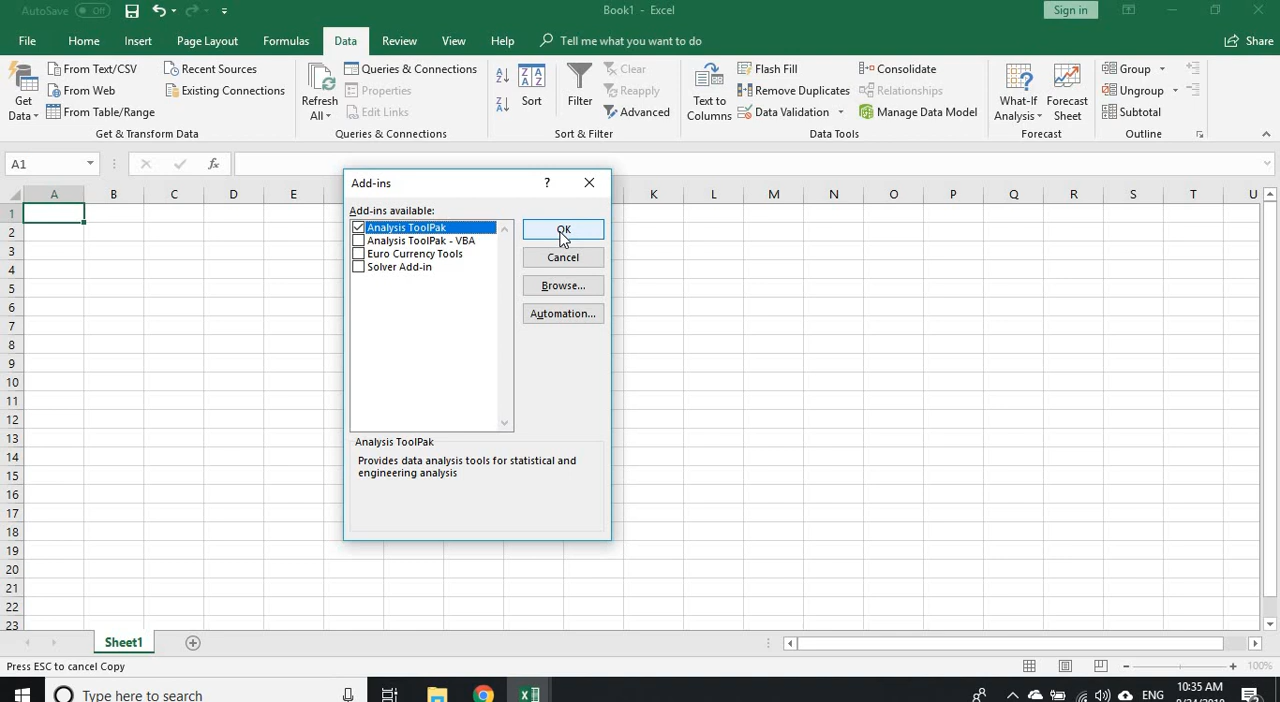 AutoSave Off
Book1 - Excel
Sign in
File Home Insert Page Layout Formulas Data Review View Help Tell me what you want to do Share
Get Data
From Text/CSV
From Web
From Table/Range
Recent Sources
Existing Connections
Get & Transform Data
Refresh All
Queries & Connections
Properties
Edit Links
Queries & Connections
A Z
Z A
Sort
Filter
Clear
Reapply
Advanced
Sort & Filter
Text to Columns
Flash Fill
Remove Duplicates
Data Validation
Consolidate
Relationships
Manage Data Model
Data Tools
What-If Analysis
Forecast Sheet
Forecast
Group
Ungroup
Subtotal
Outline
A1
fx
A B C D E K L M N O P Q R S T U
1
2
3
4
5
6
7
8
9
10
11
12
13
14
15
16
17
18
19
20
21
22
23
Add-ins ?
Add-ins available:
Analysis ToolPak
Analysis ToolPak - VBA
Euro Currency Tools
Solver Add-in
OK
Cancel
Browse...
Automation...
Analysis ToolPak
Provides data analysis tools for statistical and
engineering analysis
Sheet1
Press ESC to cancel Copy
100%
Type here to search
ENG
10:35 AM